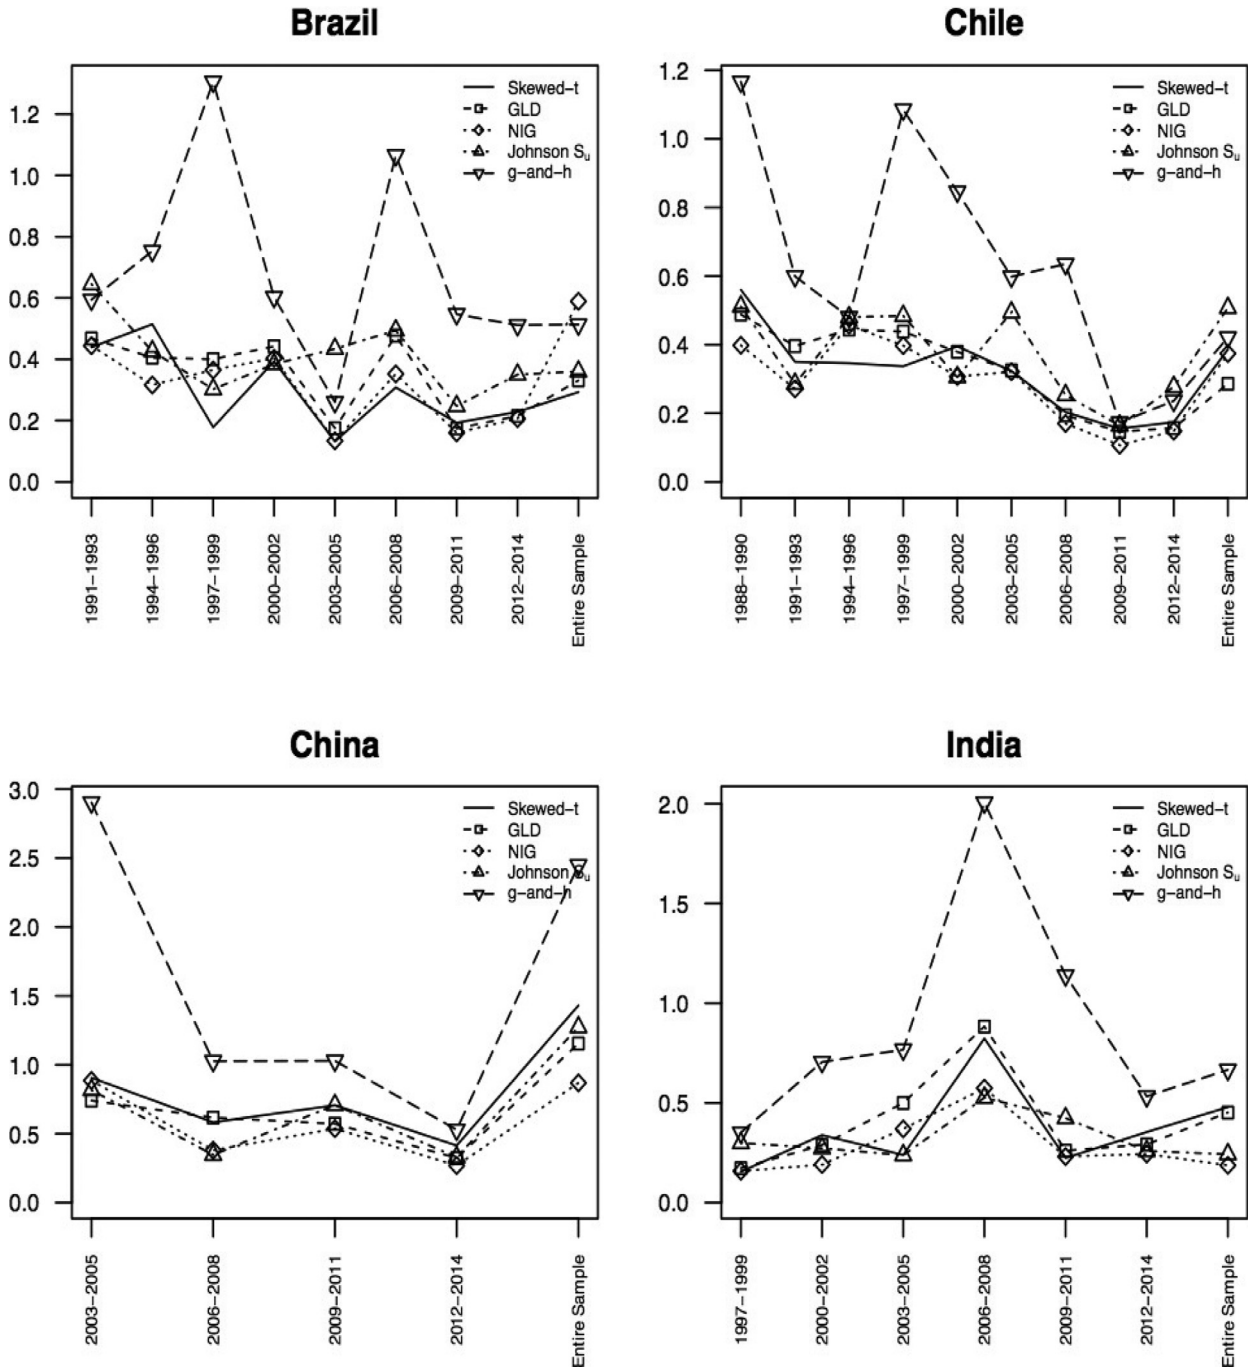 Brazil
Skewed-t
GLD
NIG
Johnson Su
g-and-h
1.2
1.0
0.8
0.6
0.4
0.2
0.0
1991-1993
1994-1996
1997-1999
2000-2002
2003-2005
2006-2008
2009-2011
2012-2014
Entire Sample
Chile
Skewed-t
GLD
NIG
Johnson Su
g-and-h
1.2
1.0
0.8
0.6
0.4
0.2
0.0
1988-1990
1991-1993
1994-1996
1997-1999
2000-2002
2003-2005
2006-2008
2009-2011
2012-2014
Entire Sample
China
Skewed-t
GLD
NIG
Johnson Su
g-and-h
3.0
2.5
2.0
1.5
1.0
0.5
0.0
2003-2005
2006-2008
2009-2011
2012-2014
Entire Sample
India
Skewed-t
GLD
NIG
Johnson Su
g-and-h
2.0
1.5
1.0
0.5
0.0
1997-1999
2000-2002
2003-2005
2006-2008
2009-2011
2012-2014
Entire Sample